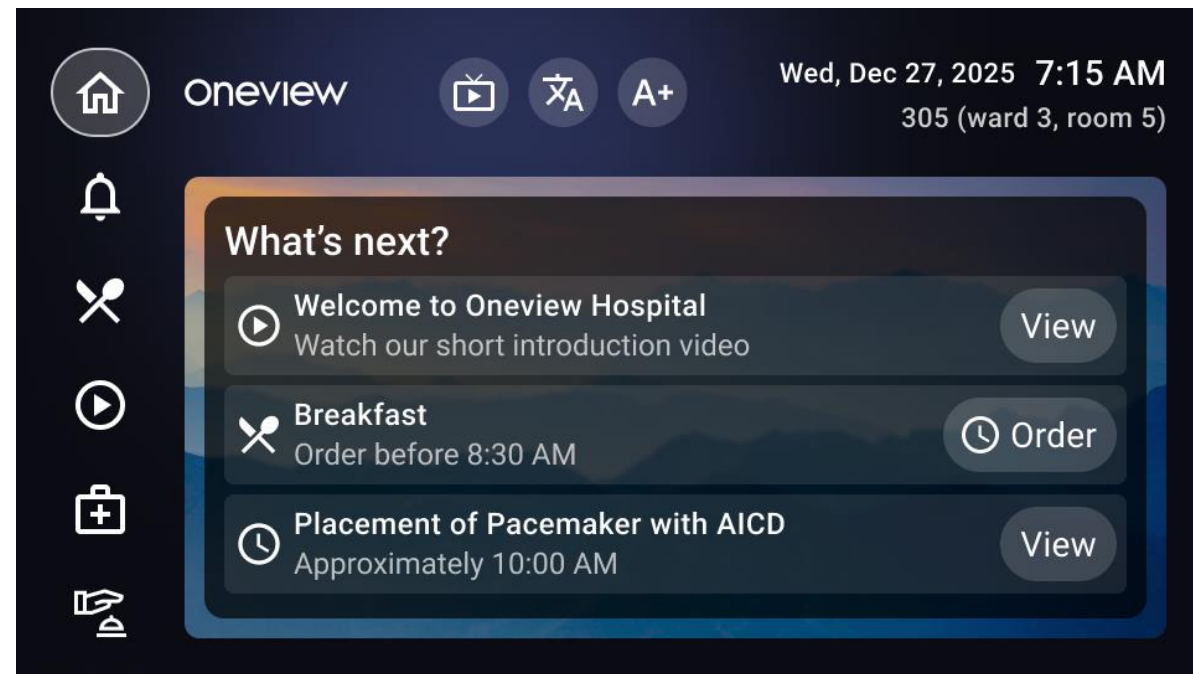 oneview
A+
Wed, Dec 27, 2025 7:15 AM
305 (ward 3, room 5)
What's next?
Welcome to Oneview Hospital
Watch our short introduction video
View
Breakfast
Order before 8:30 AM
Order
Placement of Pacemaker with AICD
Approximately 10:00 AM
View